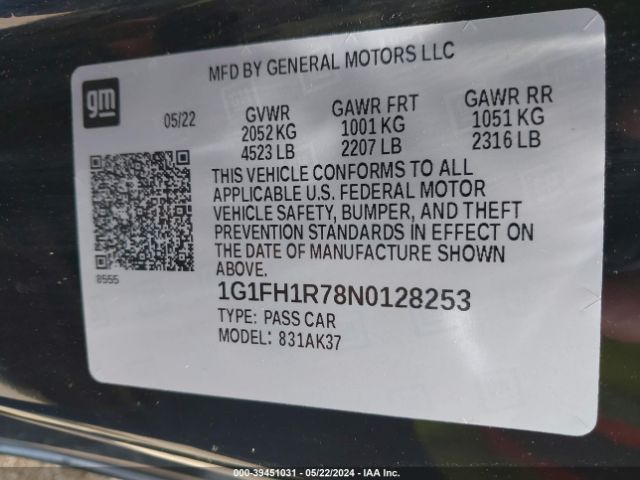 MFD BY GENERAL MOTORS LLC
gm
05/22
GVWR GAWR FRT GAWR RR
2052 KG 1001 KG 1051 KG
4523 LB 2207 LB 2316 LB
THIS VEHICLE CONFORMS TO ALL
APPLICABLE U.S. FEDERAL MOTOR
VEHICLE SAFETY, BUMPER, AND THEFT
PREVENTION STANDARDS IN EFFECT ON
THE DATE OF MANUFACTURE SHOWN
ABOVE.
8555
1G1FH1R78N0128253
TYPE: PASS CAR
MODEL: 831AK37
000-39451031 - 05/22/2024 - IAA Inc.